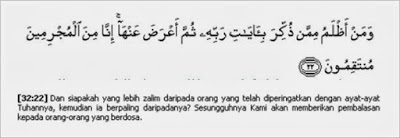 وَمَنْ أَظْلَمُ مِمَّن ذُكِّرَ بِـَٔايَـٰتِ رَبِّهِۦ ثُمَّ أَعْرَضَ عَنْهَآ ۚ إِنَّا مِنَ ٱلْمُجْرِمِينَ
مُنتَقِمُونَ ﴿٢٢﴾
[32:22] Dan siapakah yang lebih zalim daripada orang yang telah diperingatkan dengan ayat-ayat
Tuhannya, kemudian ia berpaling daripadanya? Sesungguhnya Kami akan memberikan pembalasan
kepada orang-orang yang berdosa.